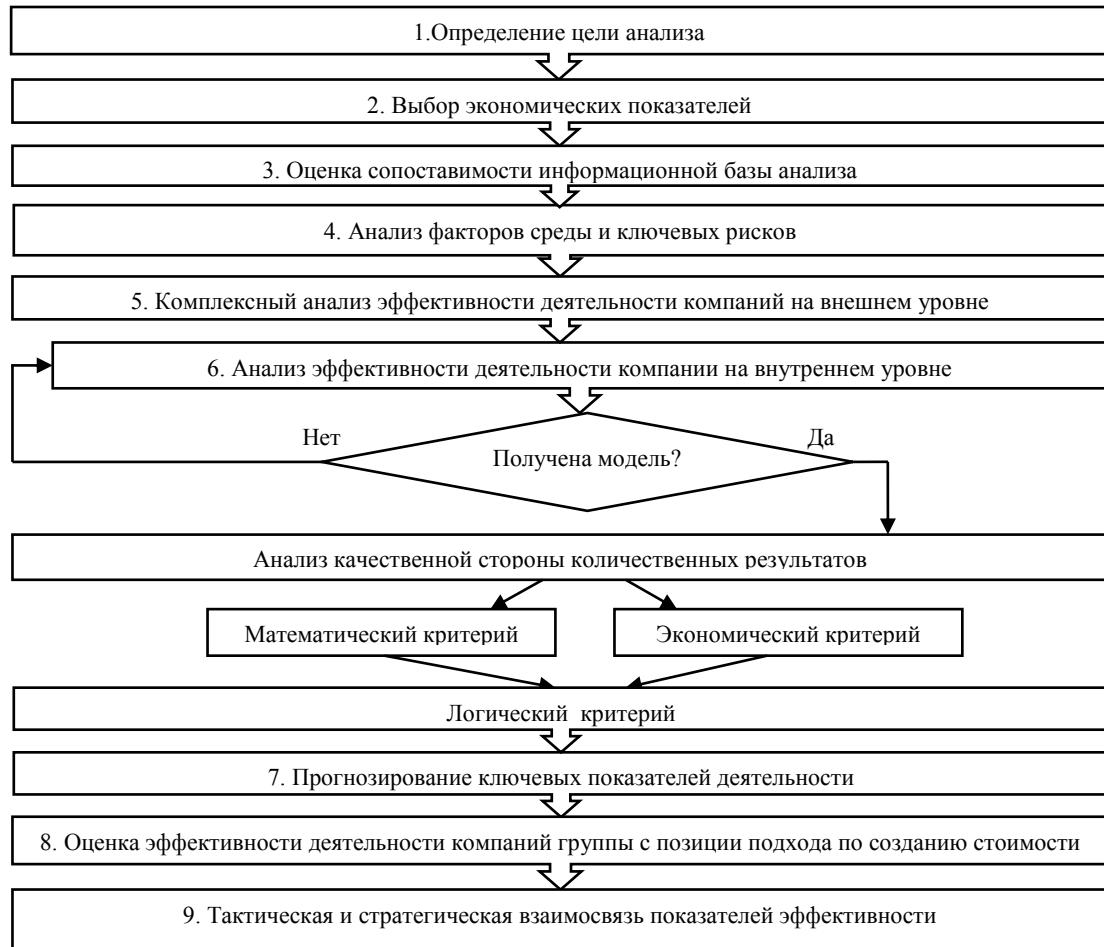 1.Определение цели анализа
2. Выбор экономических показателей
3. Оценка сопоставимости информационной базы анализа
4. Анализ факторов среды и ключевых рисков
5. Комплексный анализ эффективности деятельности компаний на внешнем уровне
6. Анализ эффективности деятельности компании на внутреннем уровне
Нет
Да
Получена модель?
Анализ качественной стороны количественных результатов
Математический критерий
Экономический критерий
Логический критерий
7. Прогнозирование ключевых показателей деятельности
8. Оценка эффективности деятельности компаний группы с позиции подхода по созданию стоимости
9. Тактическая и стратегическая взаимосвязь показателей эффективности